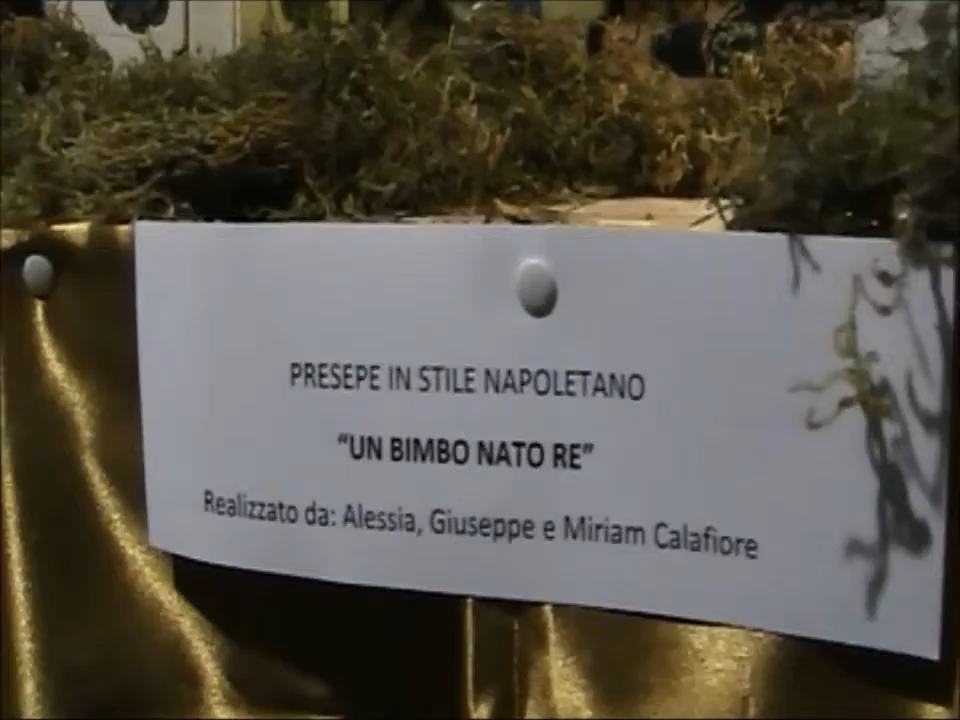 PRESEPE IN STILE NAPOLETANO
“UN BIMBO NATO RE”
Realizzato da: Alessia, Giuseppe e Miriam Calafiore